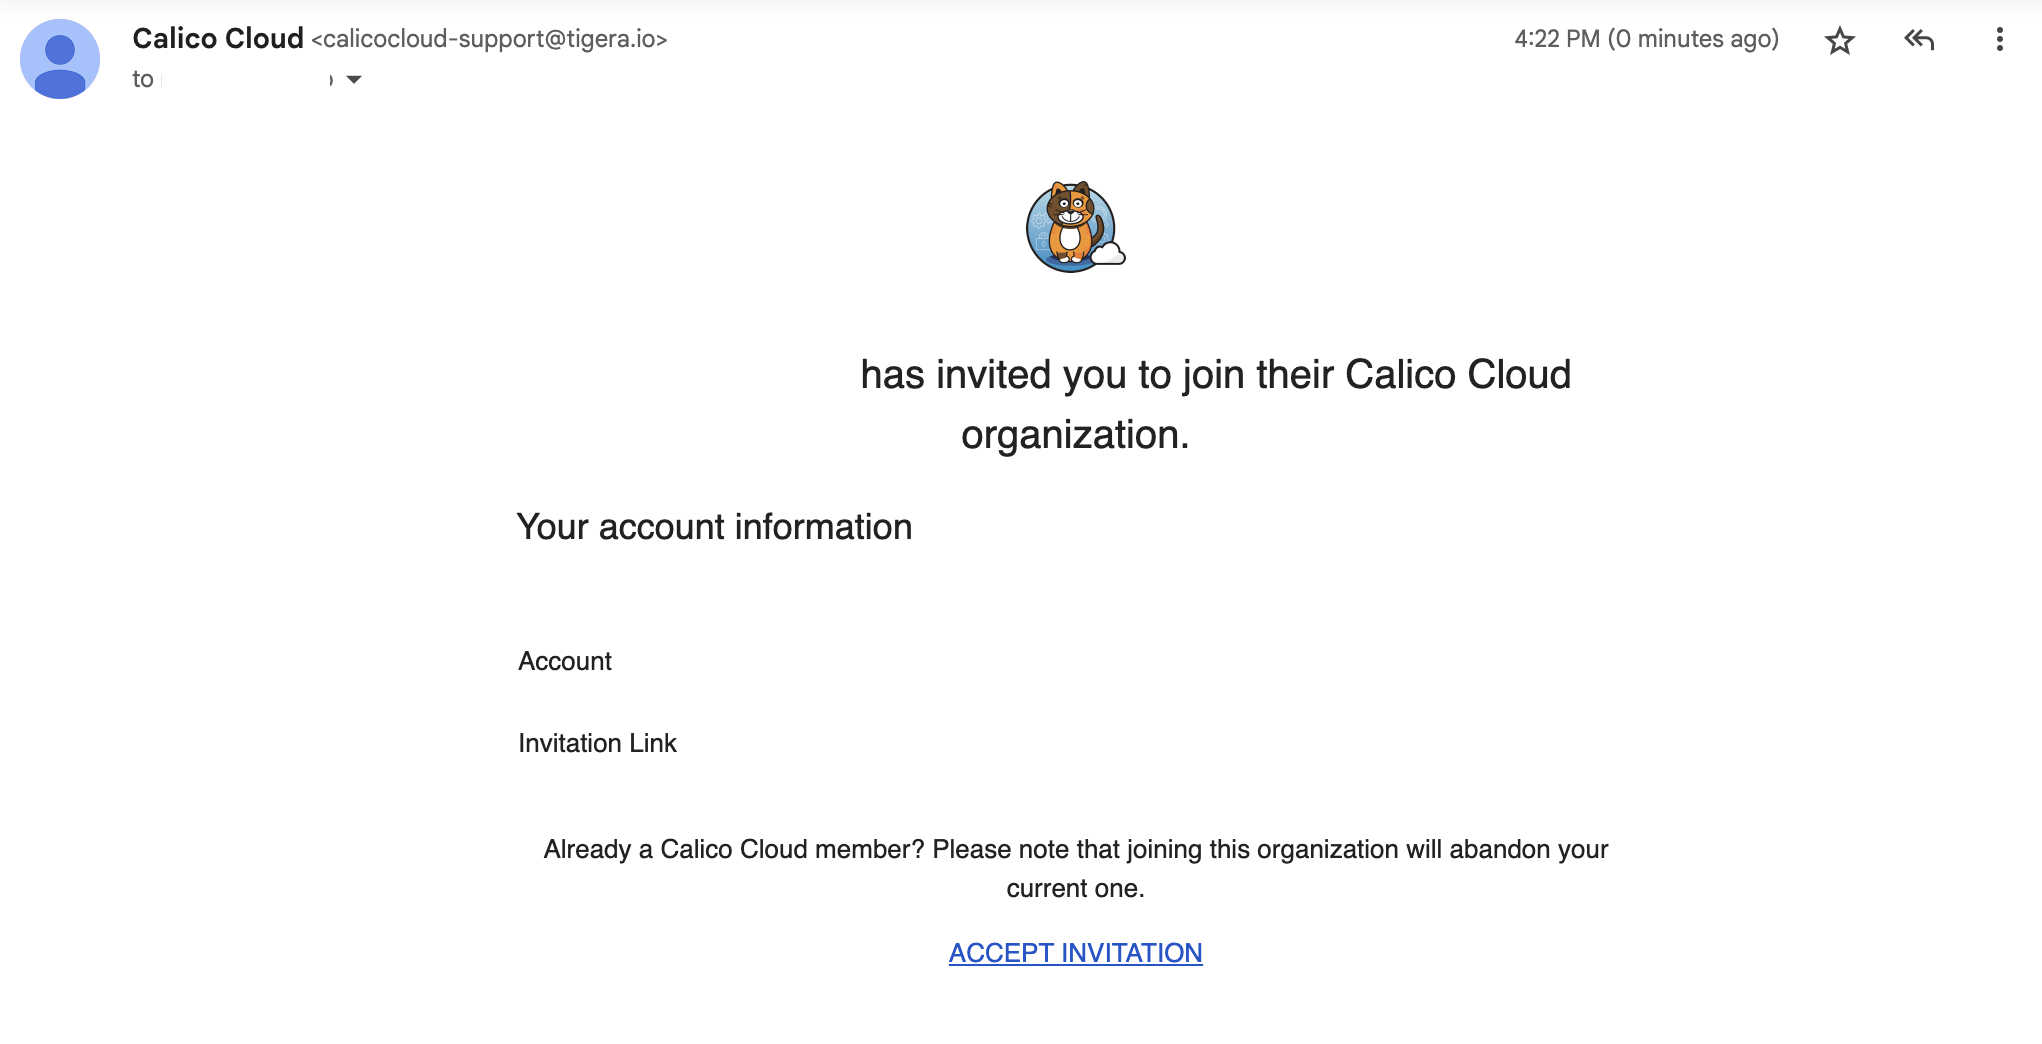 Calico Cloud <calicocloud-support@tigera.io>
4:22 PM (0 minutes ago)
to
has invited you to join their Calico Cloud
organization.
Your account information
Account
Invitation Link
Already a Calico Cloud member? Please note that joining this organization will abandon your
current one.
ACCEPT INVITATION